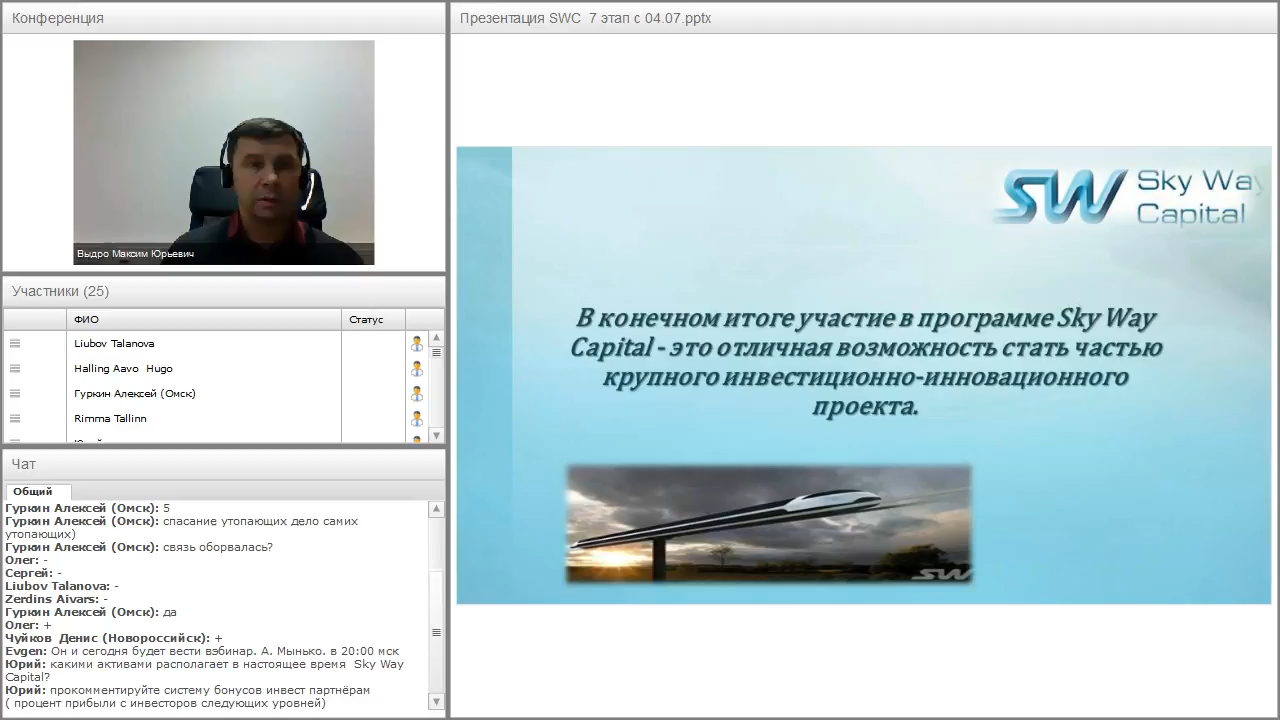 Конференция
Выдро Максим Юрьевич
Участники (25)
ФИО
Статус
Liubov Talanova
Halling Aavo Hugo
Гуркин Алексей (Омск)
Rimma Tallinn
Чат
Общий
Гуркин Алексей (Омск): 5
Гуркин Алексей (Омск): спасание утопающих дело самих
утопающих)
Гуркин Алексей (Омск): связь оборвалась?
Олег: -
Сергей: -
Liubov Talanova: -
Zerdins Aivars: -
Гуркин Алексей (Омск): да
Олег: +
Чуйков Денис (Новороссийск): +
Evgen: Он и сегодня будет вести вэбинар. А. Мынько. в 20:00 мск
Юрий: какими активами располагает в настоящее время Sky Way
Capital?
Юрий: прокомментируйте систему бонусов инвест партнёрам
( процент прибыли с инвесторов следующих уровней)
Презентация SWC 7 этап с 04.07.pptx
SW Sky Way
Capital
В конечном итоге участие в программе Sky Way
Capital - это отличная возможность стать частью
крупного инвестиционно-инновационного
проекта.
SW